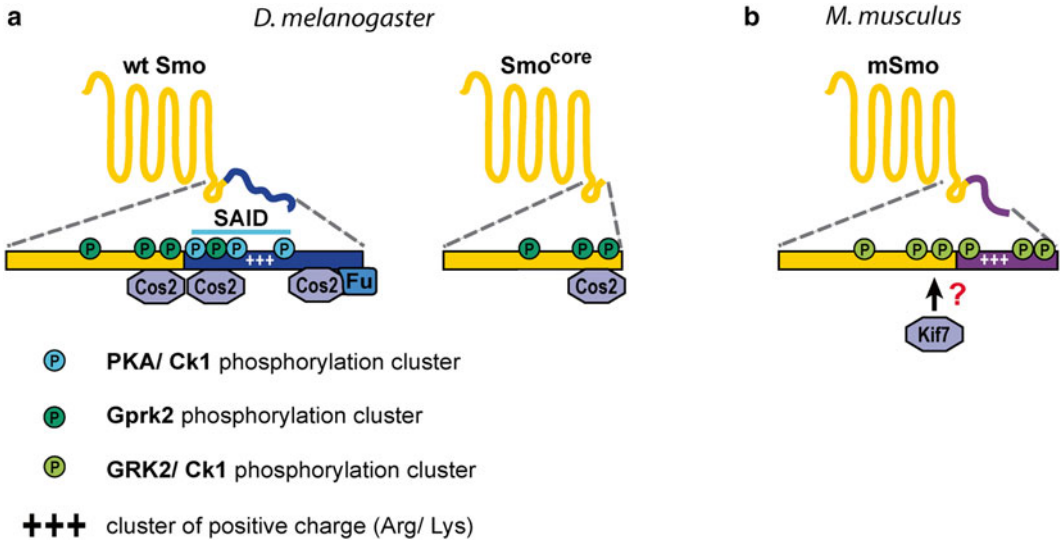 a
D. melanogaster
b
M. musculus
wt Smo
Smo^core
mSmo
SAID
P P P P P P P
+++
Cos2 Cos2 Cos2 Fu
P P P
Cos2
P P P P P P
+++
?
Kif7
P PKA/ Ck1 phosphorylation cluster
P Gprk2 phosphorylation cluster
P GRK2/ Ck1 phosphorylation cluster
+++ cluster of positive charge (Arg/ Lys)